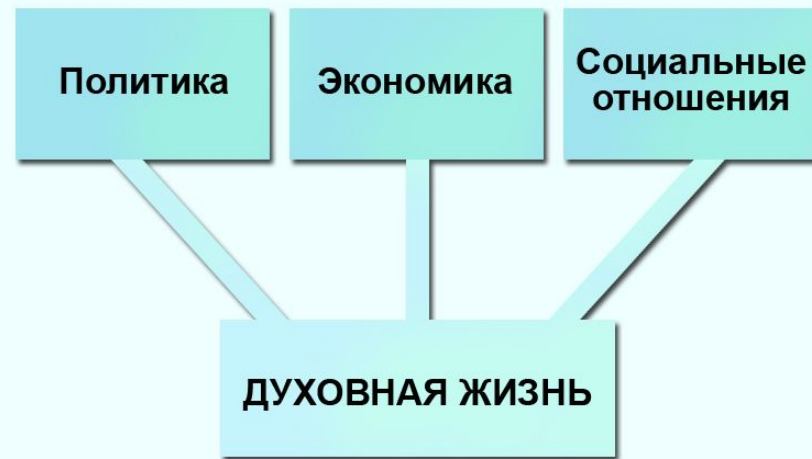 Политика
Экономика
Социальные
отношения
ДУХОВНАЯ ЖИЗНЬ